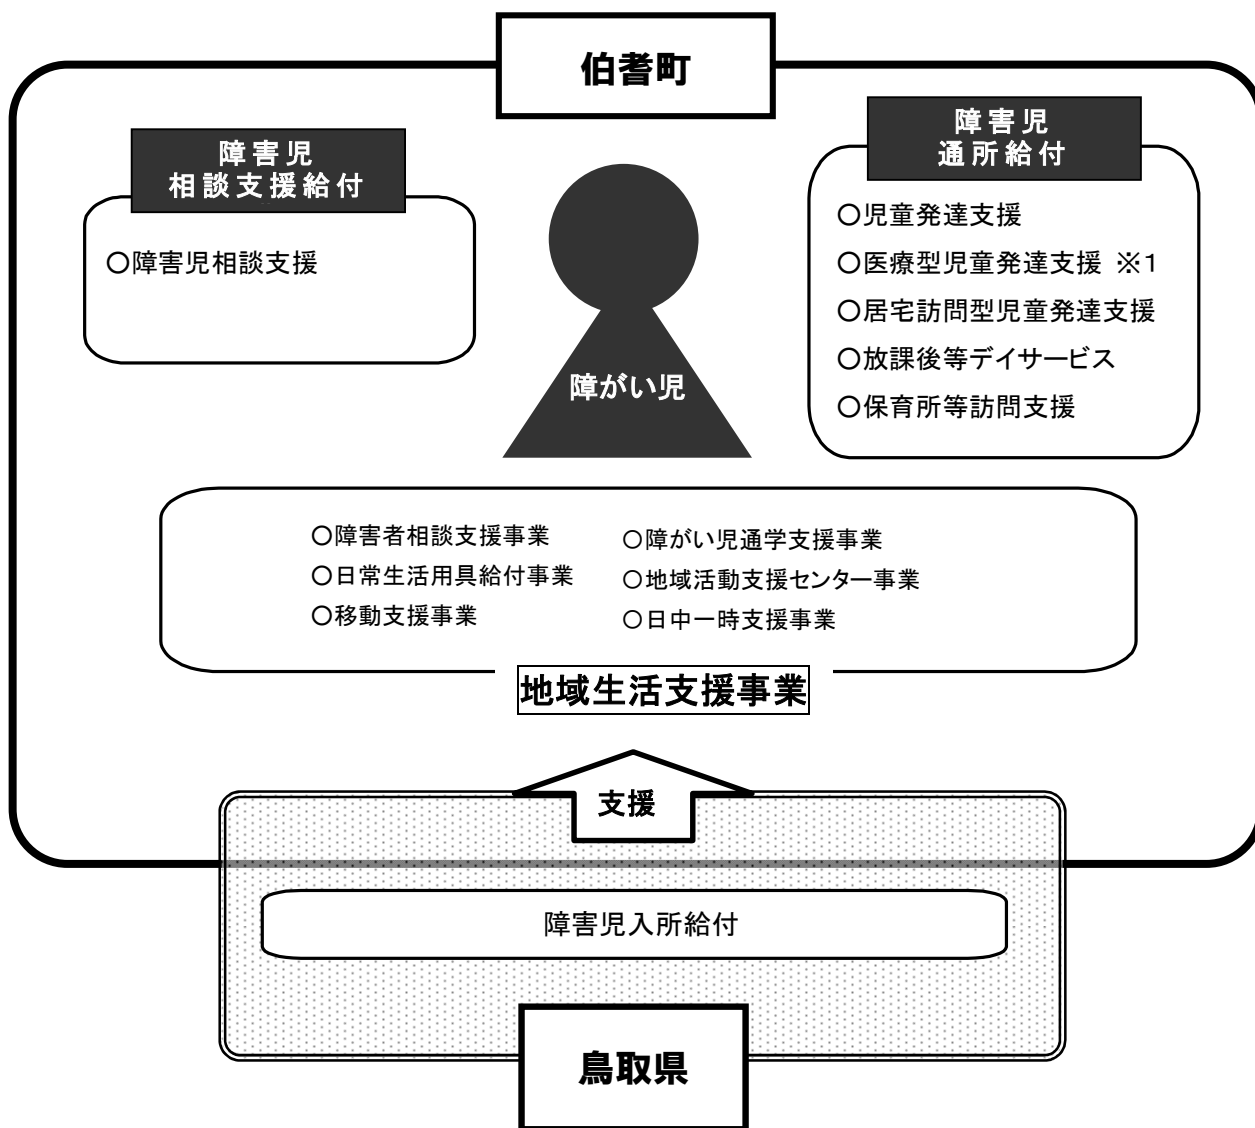 伯耆町
障害児
相談支援給付
○障害児相談支援
障がい児
障害児
通所給付
○児童発達支援
○医療型児童発達支援 ※1
○居宅訪問型児童発達支援
○放課後等デイサービス
○保育所等訪問支援
○障害者相談支援事業
○日常生活用具給付事業
○移動支援事業
○障がい児通学支援事業
○地域活動支援センター事業
○日中一時支援事業
地域生活支援事業
支援
障害児入所給付
鳥取県